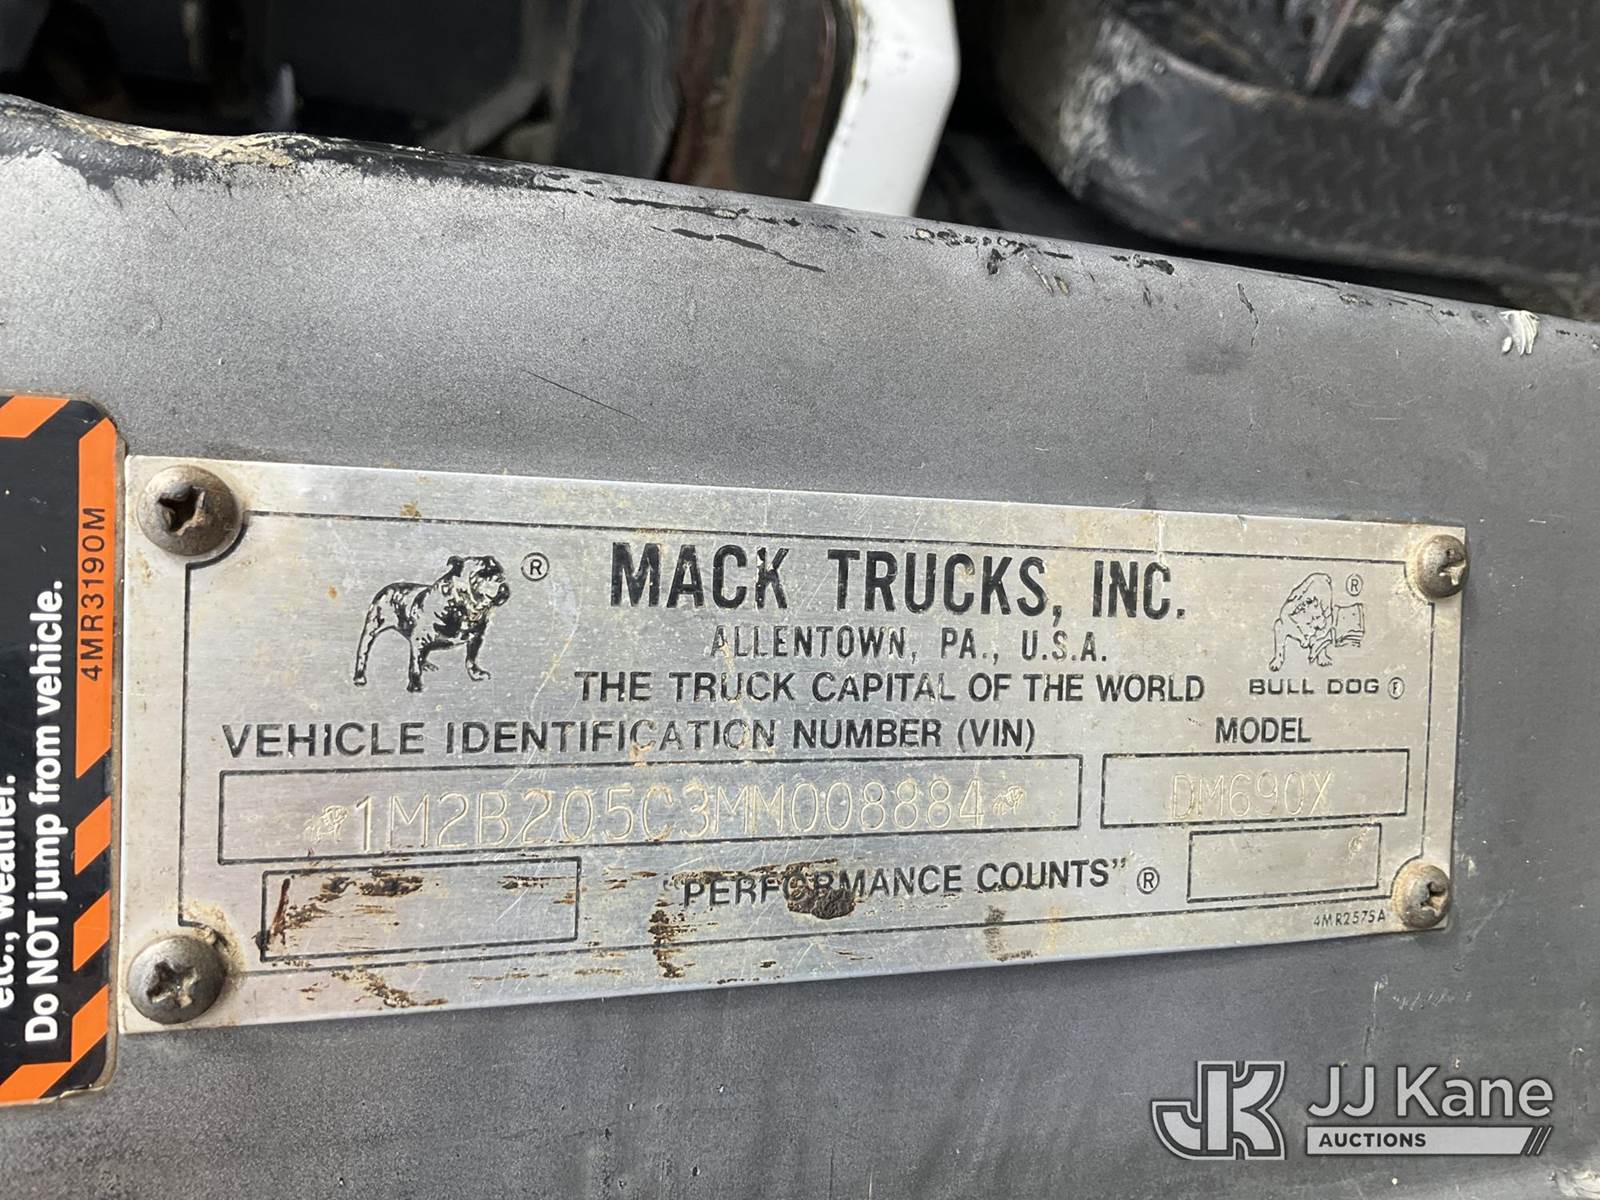 4MR3190M
etc., weather.
Do NOT jump from vehicle.
®
MACK TRUCKS, INC.
ALLENTOWN, PA., U.S.A.
THE TRUCK CAPITAL OF THE WORLD
®
BULL DOG
VEHICLE IDENTIFICATION NUMBER (VIN)
MODEL
1M2B205C3MM008884
DM690X
"PERFORMANCE COUNTS"®
4MR2575A
JJ Kane
AUCTIONS